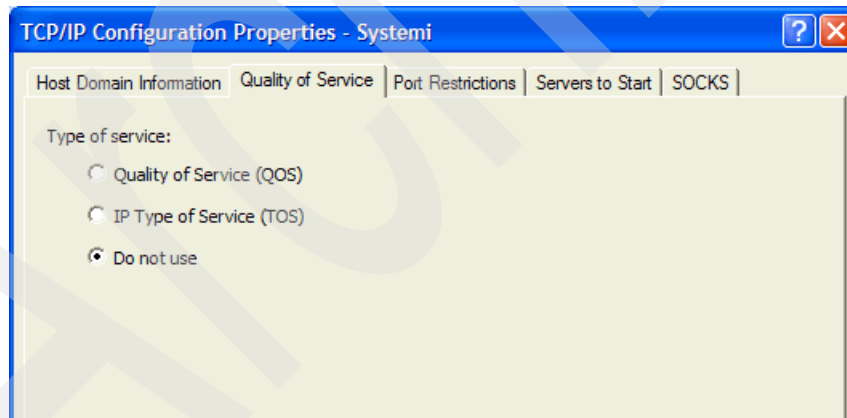 TCP/IP Configuration Properties - Systemi
Host Domain Information Quality of Service Port Restrictions Servers to Start SOCKS
Type of service:
Quality of Service (QOS)
IP Type of Service (TOS)
Do not use